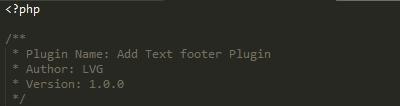 <?php
/**
 * Plugin Name: Add Text footer Plugin
 * Author: LVG
 * Version: 1.0.0
 */